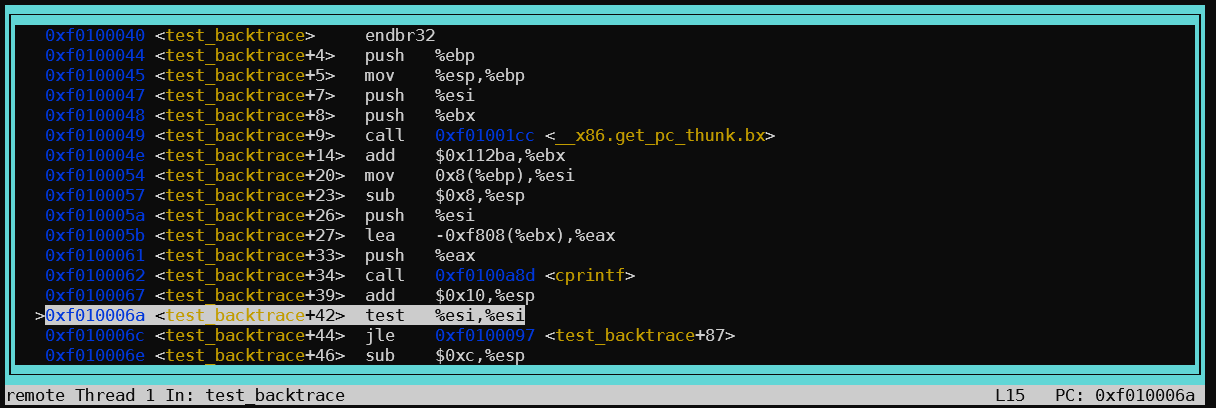 0xf0100040 <test_backtrace>     endbr32
0xf0100044 <test_backtrace+4>   push   %ebp
0xf0100045 <test_backtrace+5>   mov    %esp,%ebp
0xf0100047 <test_backtrace+7>   push   %esi
0xf0100048 <test_backtrace+8>   push   %ebx
0xf0100049 <test_backtrace+9>   call   0xf01001cc <__x86.get_pc_thunk.bx>
0xf010004e <test_backtrace+14>  add    $0x112ba,%ebx
0xf0100054 <test_backtrace+20>  mov    0x8(%ebp),%esi
0xf0100057 <test_backtrace+23>  sub    $0x8,%esp
0xf010005a <test_backtrace+26>  push   %esi
0xf010005b <test_backtrace+27>  lea    -0xf808(%ebx),%eax
0xf0100061 <test_backtrace+33>  push   %eax
0xf0100062 <test_backtrace+34>  call   0xf0100a8d <cprintf>
0xf0100067 <test_backtrace+39>  add    $0x10,%esp
>0xf010006a <test_backtrace+42>  test   %esi,%esi
0xf010006c <test_backtrace+44>  jle    0xf0100097 <test_backtrace+87>
0xf010006e <test_backtrace+46>  sub    $0xc,%esp
remote Thread 1 In: test_backtrace L15   PC: 0xf010006a